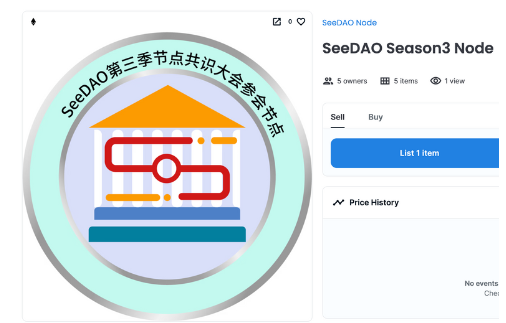 0
SeeDAO第三季节点共识大会参会节点
SeeDAO Node
SeeDAO Season3 Node
5 owners
5 items
1 view
Sell
Buy
List 1 item
Price History
No events